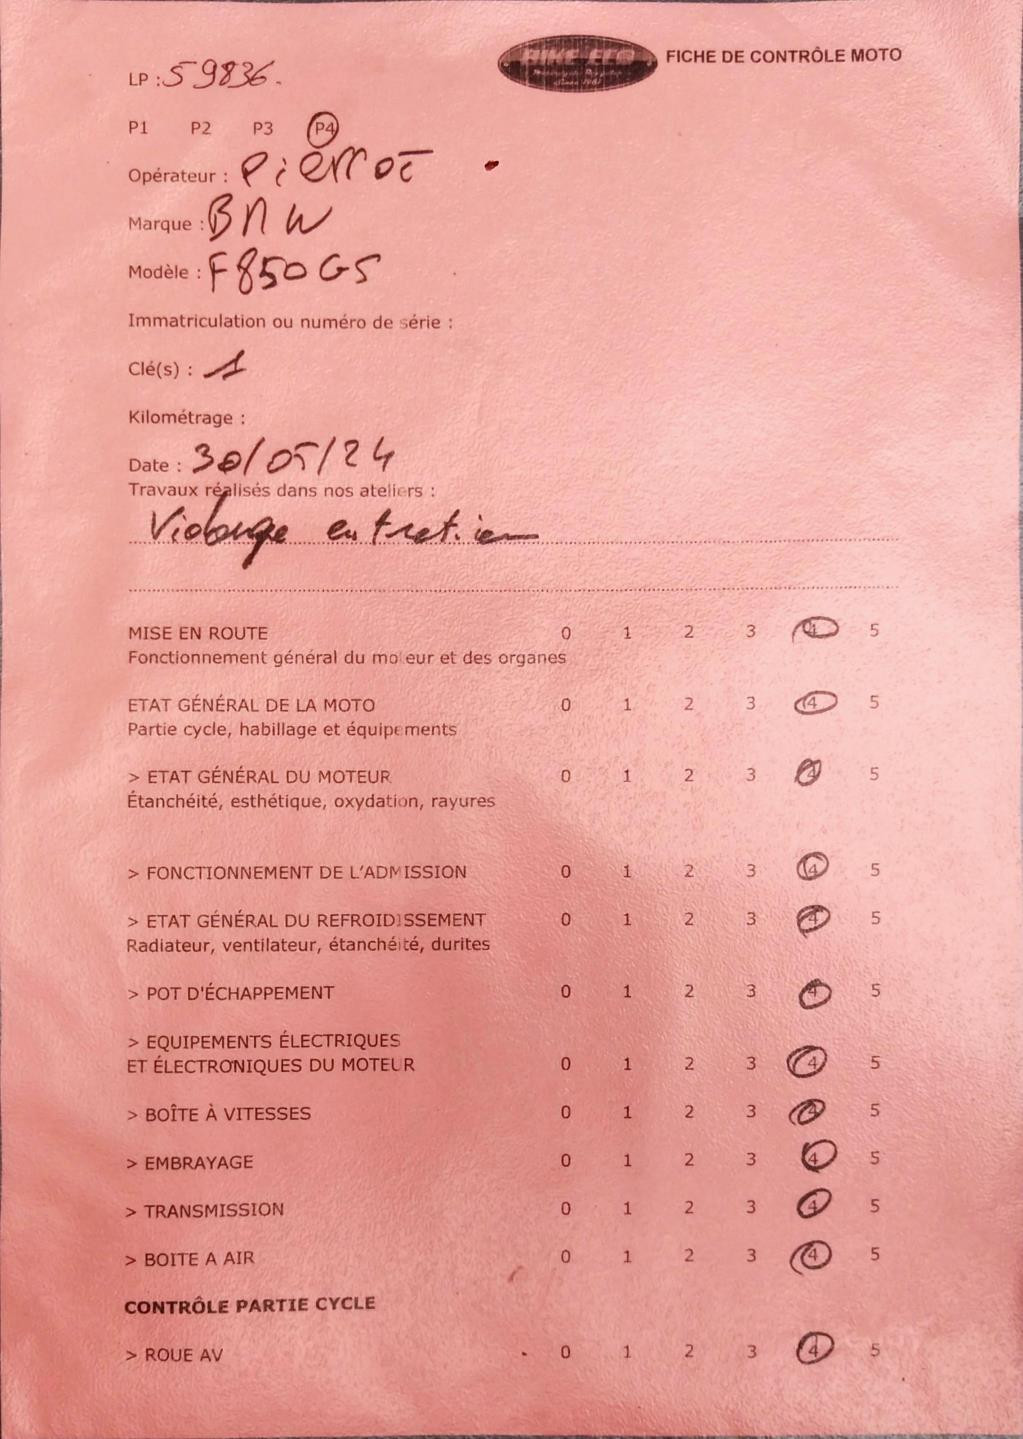 LP : 59836.
BIKE ECO FICHE DE CONTRÔLE MOTO
P1 P2 P3 P4
Opérateur : Pierrot
Marque : BMW
Modèle : F850GS
Immatriculation ou numéro de série :
Clé(s) : 1
Kilométrage :
Date : 30/05/24
Travaux réalisés dans nos ateliers :
Vidange entretien
MISE EN ROUTE 0 1 2 3 4 5
Fonctionnement général du moteur et des organes
ETAT GÉNÉRAL DE LA MOTO 0 1 2 3 4 5
Partie cycle, habillage et équipements
> ETAT GÉNÉRAL DU MOTEUR 0 1 2 3 4 5
Étanchéité, esthétique, oxydation, rayures
> FONCTIONNEMENT DE L'ADMISSION 0 1 2 3 4 5
> ETAT GÉNÉRAL DU REFROIDISSEMENT 0 1 2 3 4 5
Radiateur, ventilateur, étanchéité, durites
> POT D'ÉCHAPPEMENT 0 1 2 3 4 5
> EQUIPEMENTS ÉLECTRIQUES
ET ÉLECTRONIQUES DU MOTEUR 0 1 2 3 4 5
> BOÎTE À VITESSES 0 1 2 3 4 5
> EMBRAYAGE 0 1 2 3 4 5
> TRANSMISSION 0 1 2 3 4 5
> BOITE A AIR 0 1 2 3 4 5
CONTRÔLE PARTIE CYCLE
> ROUE AV 0 1 2 3 4 5